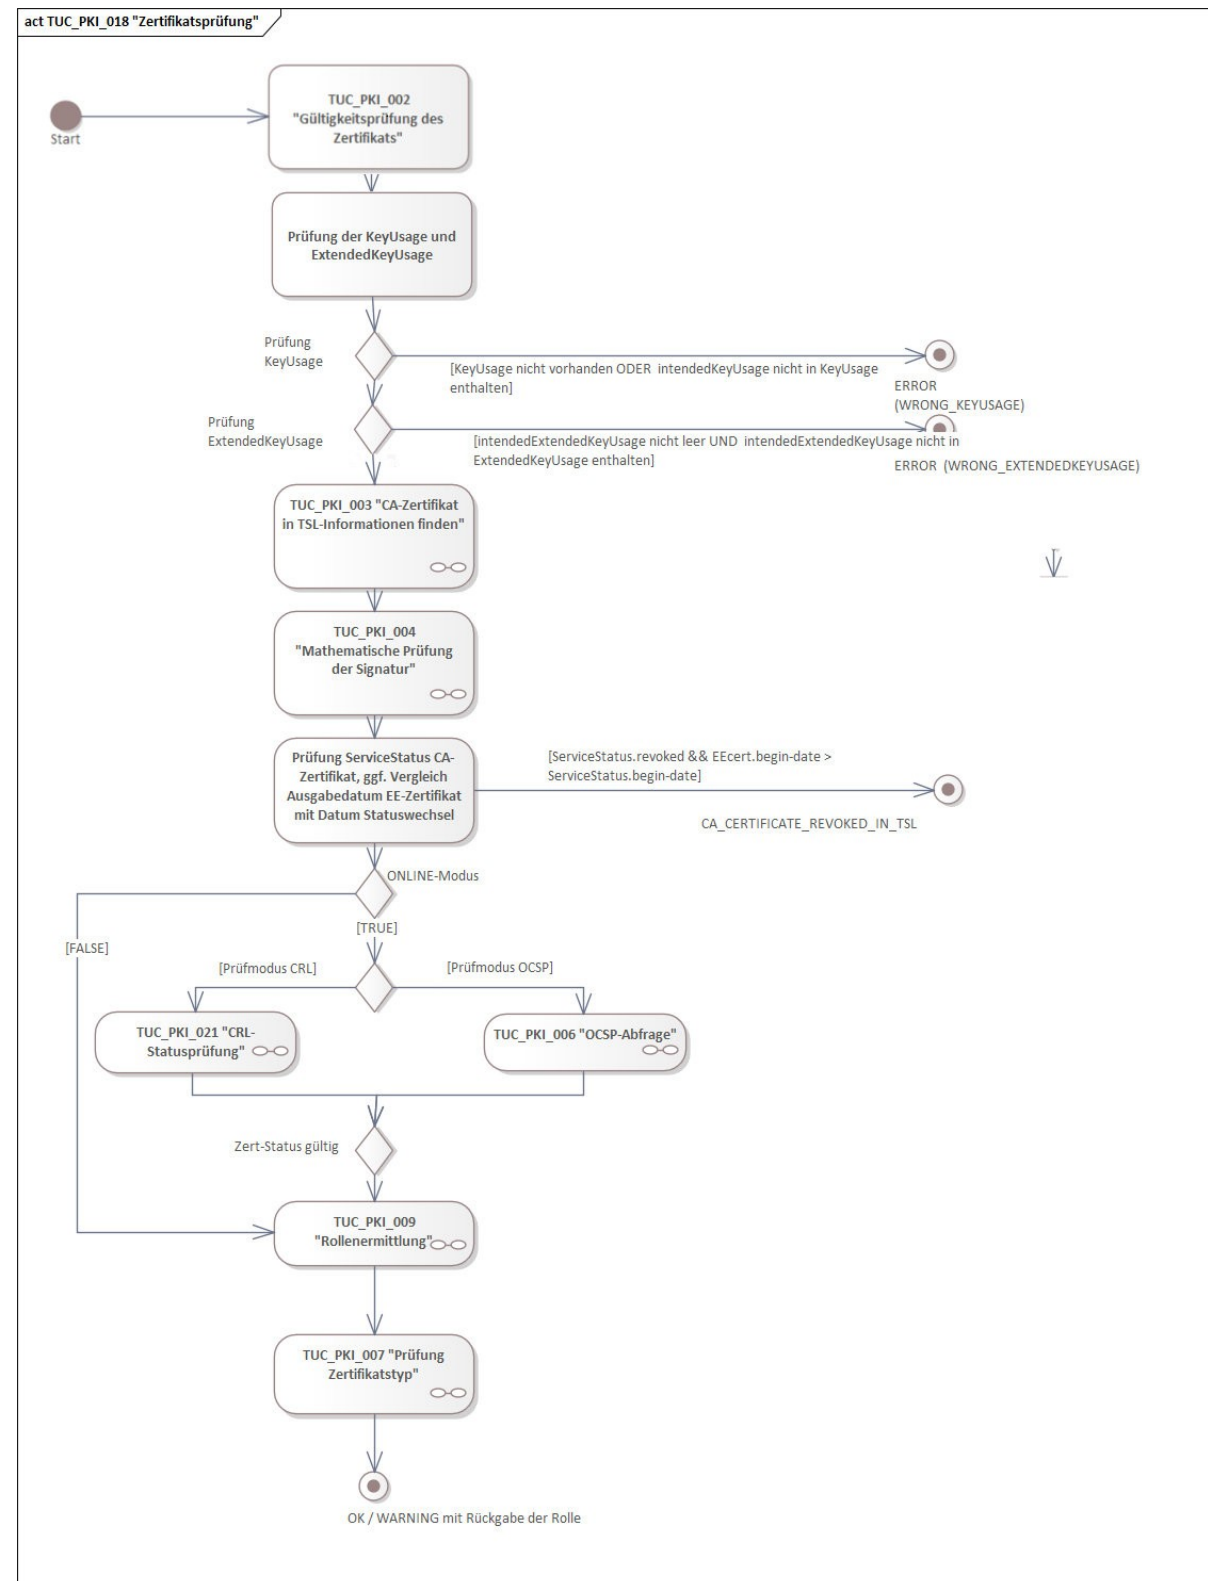 act TUC_PKI_018 "Zertifikatsprüfung"
TUC_PKI_002
"Gültigkeitsprüfung des
Zertifikats"
Start
Prüfung der KeyUsage und
ExtendedKeyUsage
Prüfung
KeyUsage
[KeyUsage nicht vorhanden ODER intendedKeyUsage nicht in KeyUsage
enthalten]
ERROR
(WRONG_KEYUSAGE)
Prüfung
ExtendedKeyUsage
[intendedExtendedKeyUsage nicht leer UND intendedExtendedKeyUsage nicht in
ExtendedKeyUsage enthalten]
ERROR (WRONG_EXTENDEDKEYUSAGE)
TUC_PKI_003 "CA-Zertifikat
in TSL-Informationen finden"
TUC_PKI_004
"Mathematische Prüfung
der Signatur"
Prüfung ServiceStatus CA-
Zertifikat, ggf. Vergleich
Ausgabedatum EE-Zertifikat
mit Datum Statuswechsel
[ServiceStatus.revoked && EEcert.begin-date >
ServiceStatus.begin-date]
CA_CERTIFICATE_REVOKED_IN_TSL
ONLINE-Modus
[TRUE]
[FALSE]
[Prüfmodus CRL]
[Prüfmodus OCSP]
TUC_PKI_021 "CRL-
Statusprüfung"
TUC_PKI_006 "OCSP-Abfrage"
Zert-Status gültig
TUC_PKI_009
"Rollenermittlung"
TUC_PKI_007 "Prüfung
Zertifikatstyp"
OK / WARNING mit Rückgabe der Rolle